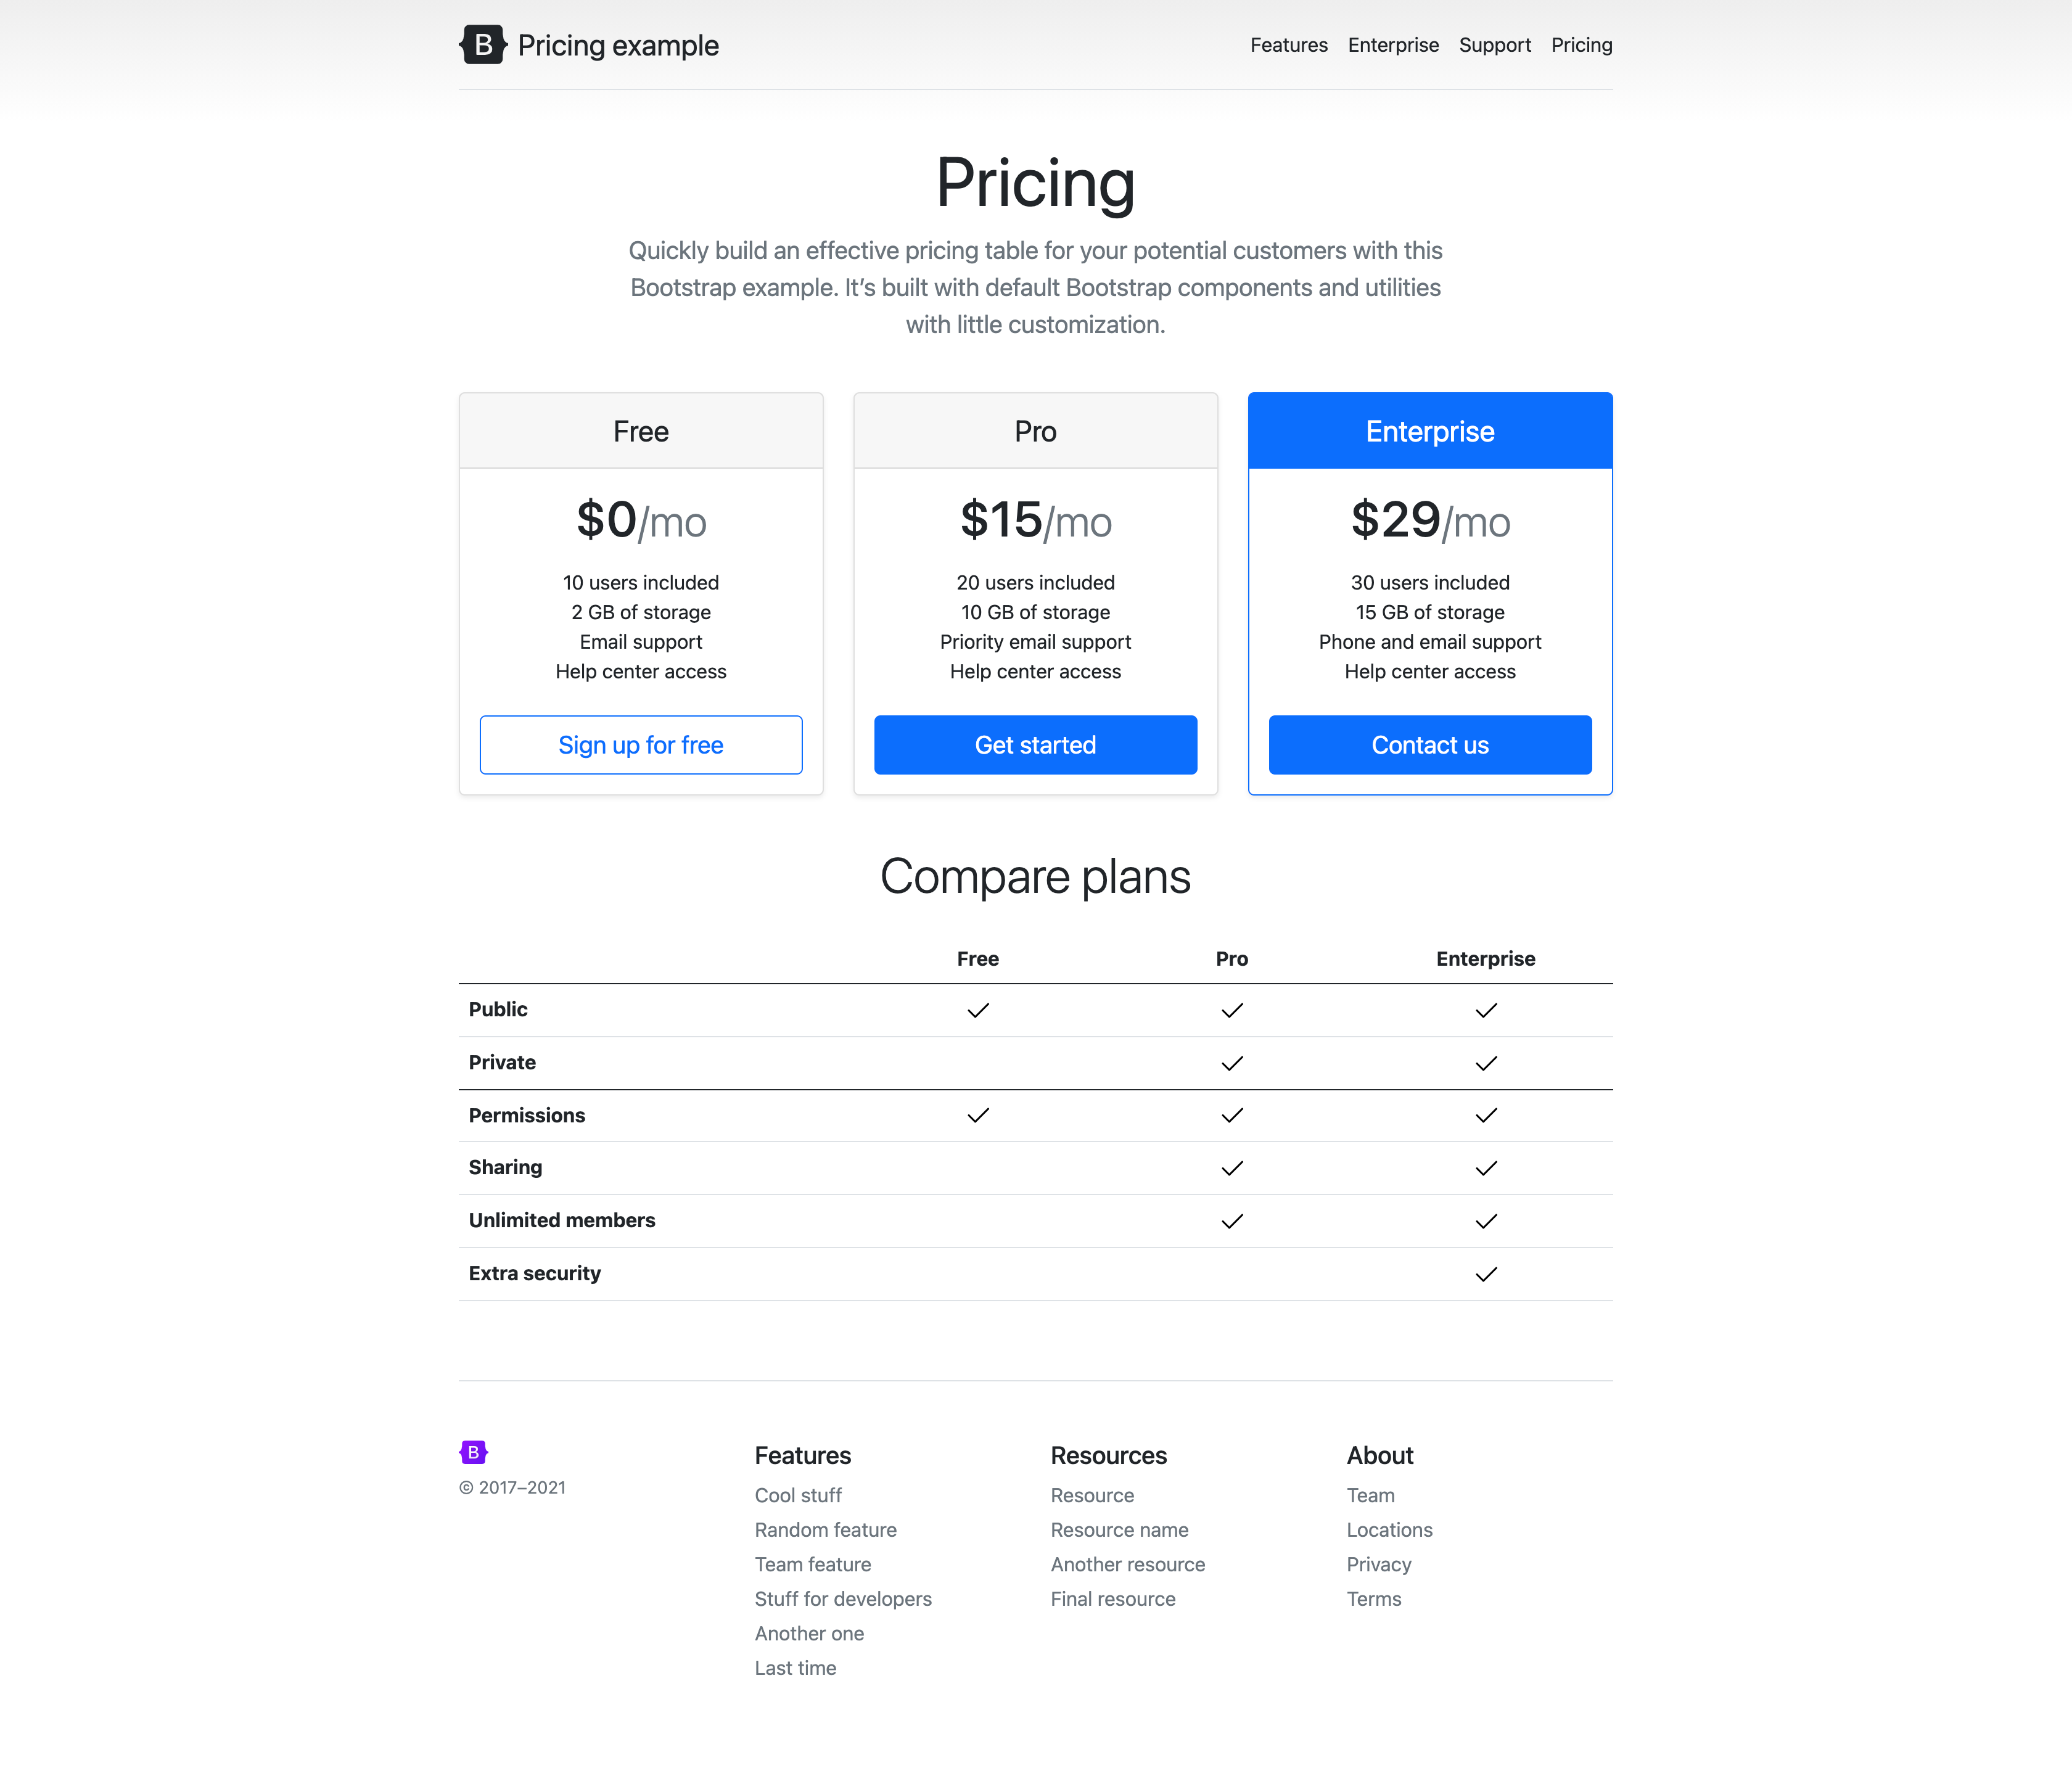 B Pricing example
Features Enterprise Support Pricing
Pricing
Quickly build an effective pricing table for your potential customers with this
Bootstrap example. It’s built with default Bootstrap components and utilities
with little customization.
Free
$0/mo
10 users included
2 GB of storage
Email support
Help center access
Sign up for free
Pro
$15/mo
20 users included
10 GB of storage
Priority email support
Help center access
Get started
Enterprise
$29/mo
30 users included
15 GB of storage
Phone and email support
Help center access
Contact us
Compare plans
Free Pro Enterprise
Public
Private
Permissions
Sharing
Unlimited members
Extra security
B
© 2017–2021
Features
Cool stuff
Random feature
Team feature
Stuff for developers
Another one
Last time
Resources
Resource
Resource name
Another resource
Final resource
About
Team
Locations
Privacy
Terms